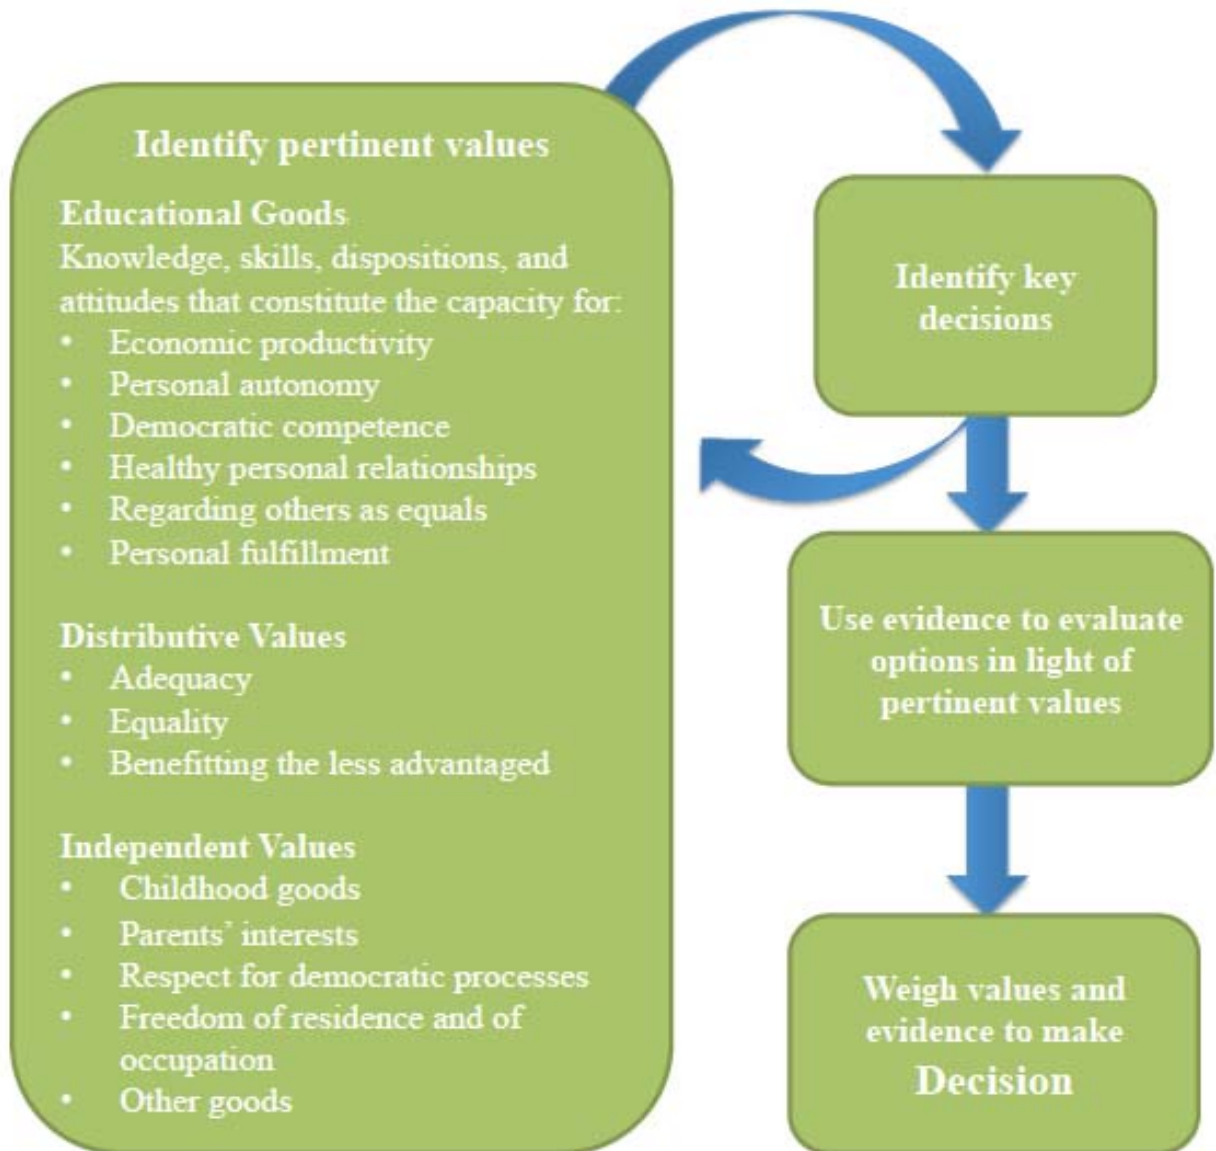 Identify pertinent values
Educational Goods
Knowledge, skills, dispositions, and
attitudes that constitute the capacity for:
• Economic productivity
• Personal autonomy
• Democratic competence
• Healthy personal relationships
• Regarding others as equals
• Personal fulfillment
Distributive Values
• Adequacy
• Equality
• Benefitting the less advantaged
Independent Values
• Childhood goods
• Parents’ interests
• Respect for democratic processes
• Freedom of residence and of
occupation
• Other goods
Identify key
decisions
Use evidence to evaluate
options in light of
pertinent values
Weigh values and
evidence to make
Decision